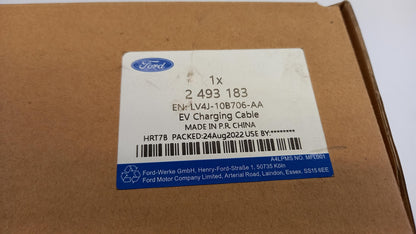 Ford
1x
2 493 183
EN: LV4J-10B706-AA
EV Charging Cable
MADE IN P.R. CHINA
HRT7B PACKED:24Aug2022 USE BY:********
A4LPMS NO. MFL001
Ford-Werke GmbH, Henry-Ford-Straße 1, 50735 Köln
Ford Motor Company Limited, Arterial Road, Laindon, Essex, SS15 6EE